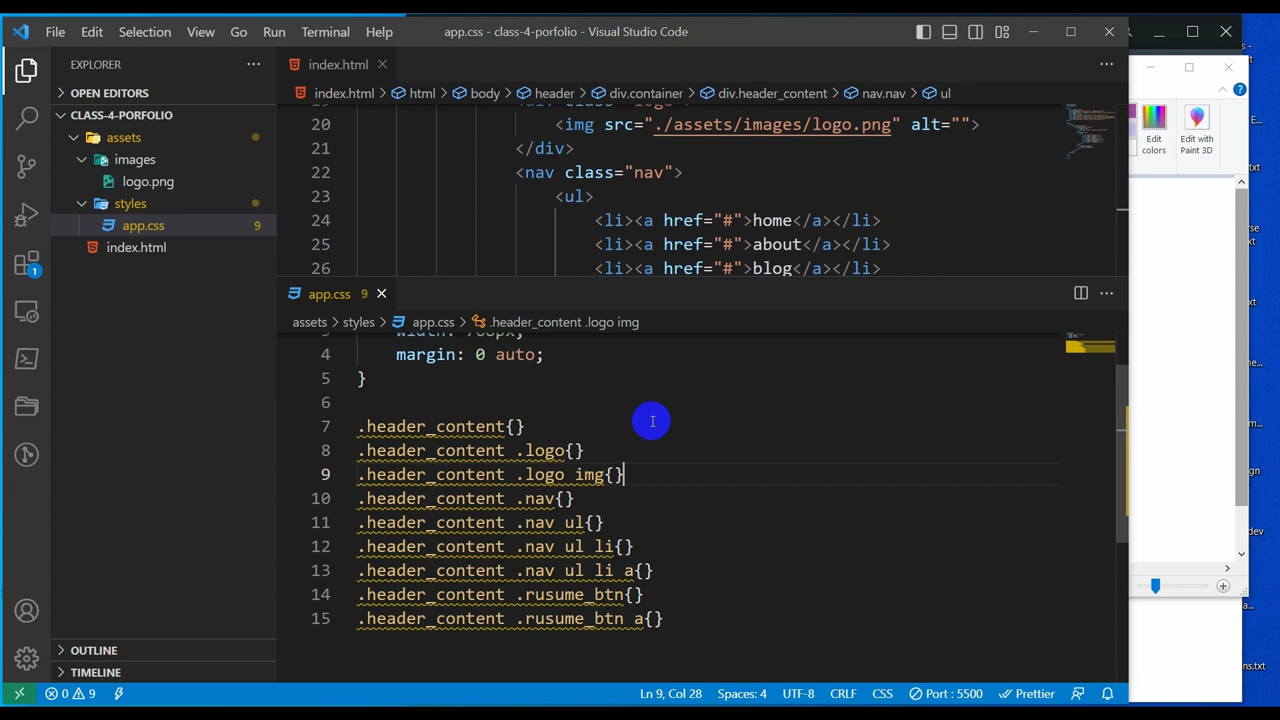 File Edit Selection View Go Run Terminal Help app.css - class-4-porfolio - Visual Studio Code
EXPLORER
OPEN EDITORS
CLASS-4-PORFOLIO
assets
images
logo.png
styles
app.css 9
index.html
OUTLINE
TIMELINE
1
index.html
index.html > html > body > header > div.container > div.header_content > nav.nav > ul
20 <img src="./assets/images/logo.png" alt="">
21 </div>
22 <nav class="nav">
23 <ul>
24 <li><a href="#">home</a></li>
25 <li><a href="#">about</a></li>
26 <li><a href="#">blog</a></li>
app.css 9
assets > styles > app.css > .header_content .logo img
4 margin: 0 auto;
5 }
6
7 .header_content{}
8 .header_content .logo{}
9 .header_content .logo img{}
10 .header_content .nav{}
11 .header_content .nav ul{}
12 .header_content .nav ul li{}
13 .header_content .nav ul li a{}
14 .header_content .rusume_btn{}
15 .header_content .rusume_btn a{}
0 9 Ln 9, Col 28 Spaces: 4 UTF-8 CRLF CSS Port : 5500 Prettier
Edit
colors
Edit with
Paint 3D